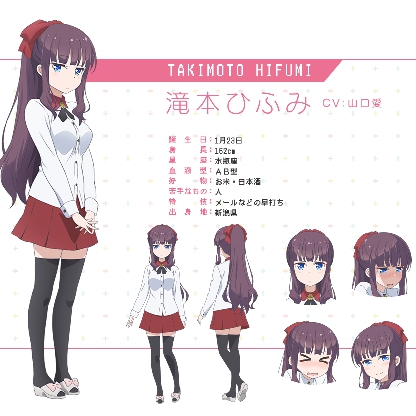 TAKIMOTO HIFUMI
滝本ひふみ CV:山口愛
誕生日:1月23日
身長:162cm
星座:水瓶座
血液型:AB型
好物:お米・日本酒
苦手なもの:人
特技:メールなどの早打ち
出身地:新潟県